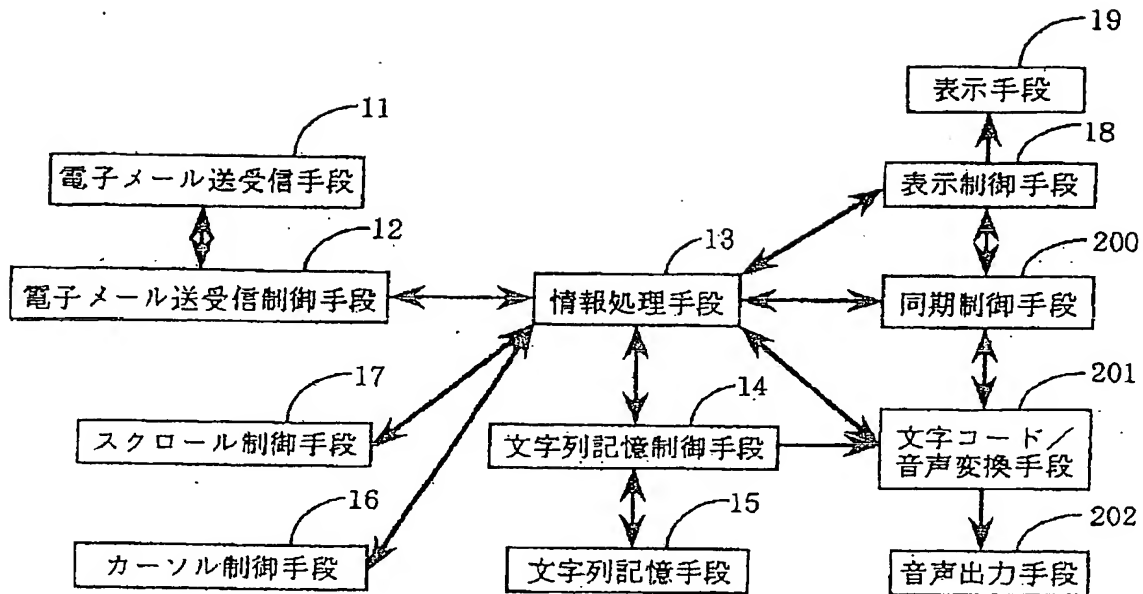 19
表示手段
11
18
電子メール送受信手段
表示制御手段
12
13
200
電子メール送受信制御手段
情報処理手段
同期制御手段
17
14
201
スクロール制御手段
文字列記憶制御手段
文字コード/
音声変換手段
16
15
202
カーソル制御手段
文字列記憶手段
音声出力手段